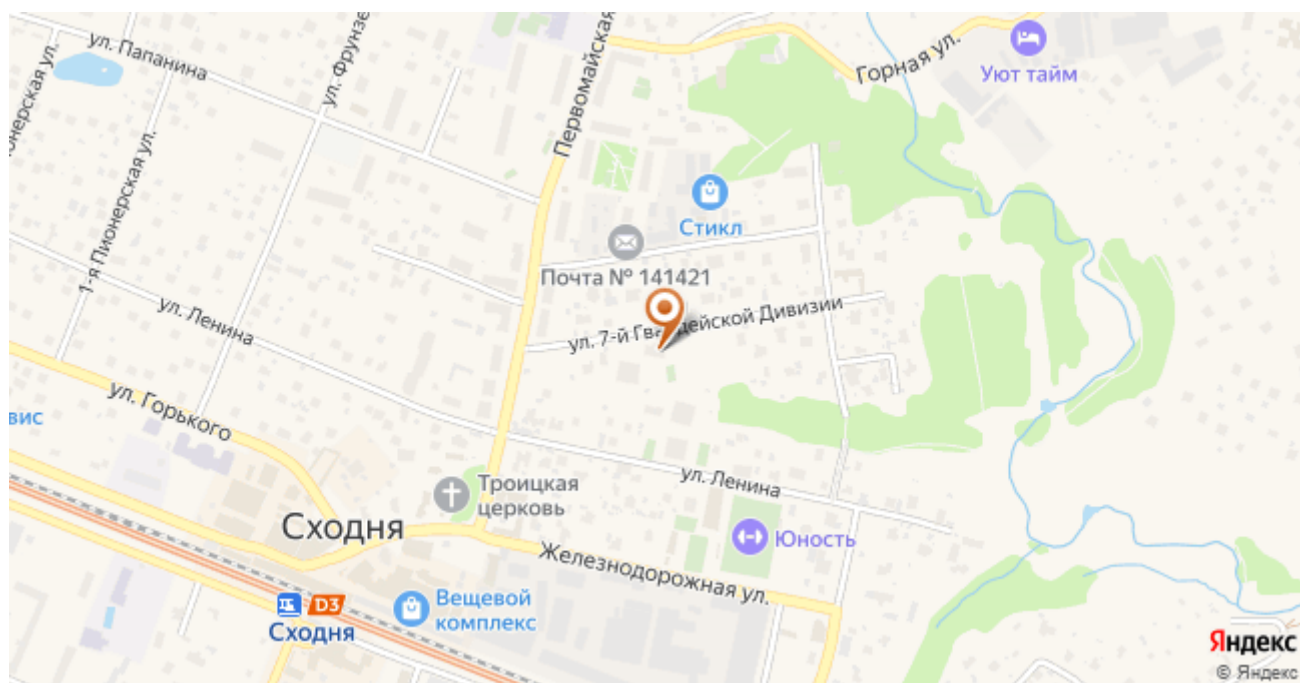 ул. Папанина
ул. Фрунзе
Первомайская
Горная ул.
Уют тайм
онерская ул.
1-я Пионерская ул.
Стикл
Почта № 141421
ул. 7-й Гвардейской Дивизии
ул. Ленина
ул. Горького
вис
ул. Ленина
Троицкая
церковь
Сходня
Юность
Железнодорожная ул.
D3
Сходня
Вещевой
комплекс
Яндекс
© Яндекс